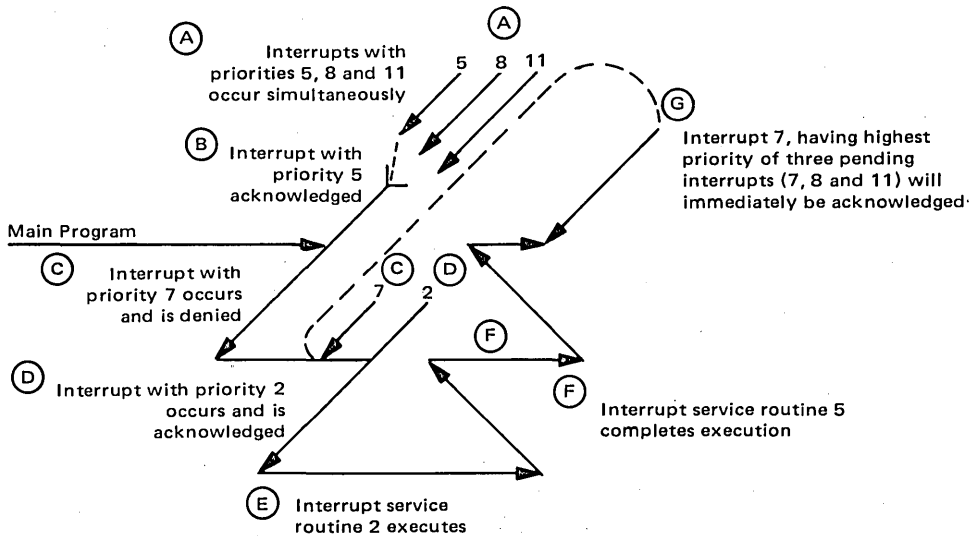 A
A
Interrupts with
priorities 5, 8 and 11
occur simultaneously
5 8 11
B
Interrupt with
priority 5
acknowledged
G
Interrupt 7, having highest
priority of three pending
interrupts (7, 8 and 11) will
immediately be acknowledged.
Main Program
C
Interrupt with
priority 7 occurs
and is denied
C
D
7 2
D
Interrupt with priority 2
occurs and is
acknowledged
F
F
Interrupt service routine 5
completes execution
E
Interrupt service
routine 2 executes